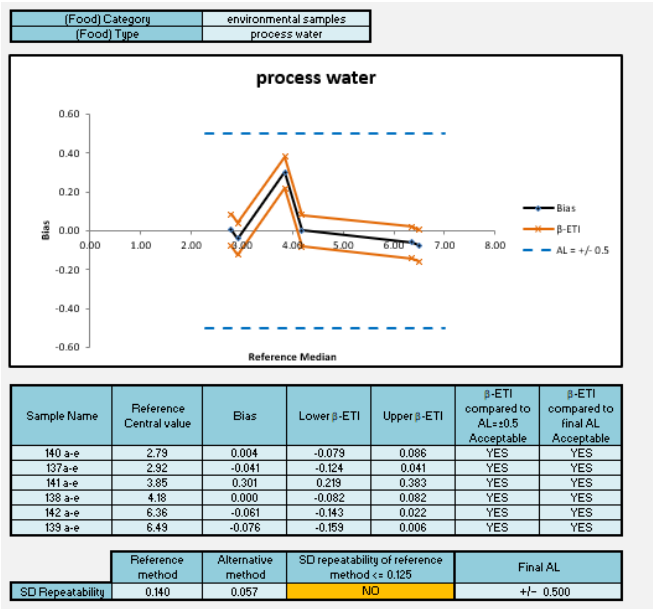 (Food) Category environmental samples
(Food) Type process water
process water
0.60
0.40
0.20
0.00
-0.20
-0.40
-0.60
0.00 1.00 2.00 3.00 4.00 5.00 6.00 7.00 8.00
Bias
Reference Median
Bias
β-ETI
AL = +/- 0.5
Sample Name Reference Central value Bias Lower β-ETI Upper β-ETI β-ETI compared to AL=±0.5 Acceptable β-ETI compared to final AL Acceptable
140 a-e 2.79 0.004 -0.079 0.086 YES YES
137a-e 2.92 -0.041 -0.124 0.041 YES YES
141 a-e 3.85 0.301 0.219 0.383 YES YES
138 a-e 4.18 0.000 -0.082 0.082 YES YES
142 a-e 6.36 -0.061 -0.143 0.022 YES YES
139 a-e 6.49 -0.076 -0.159 0.006 YES YES
Reference method Alternative method SD repeatability of reference method <= 0.125 Final AL
SD Repeatability 0.140 0.057 NO +/- 0.500